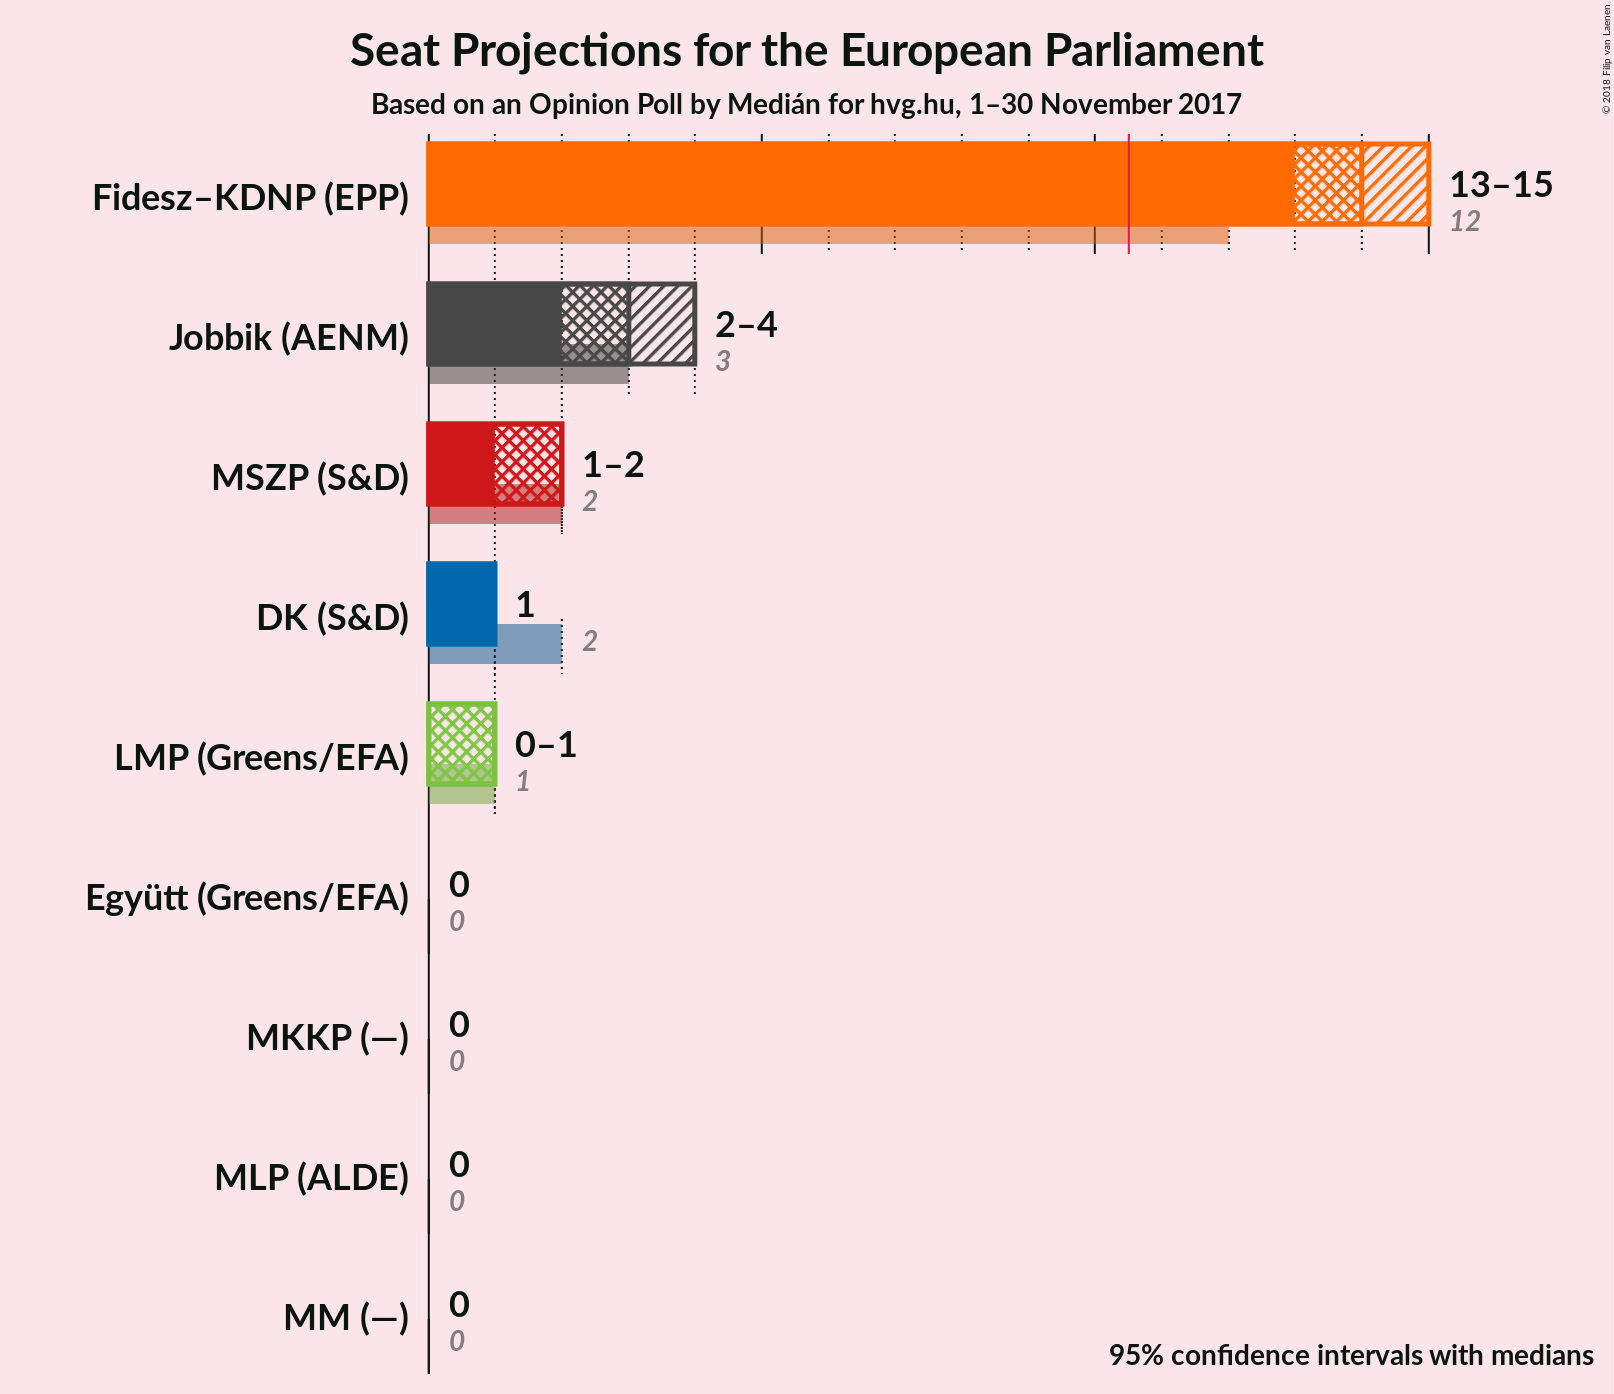 Seat Projections for the European Parliament
Based on an Opinion Poll by Medián for hvg.hu, 1–30 November 2017
© 2018 Filip van Laenen
Fidesz–KDNP (EPP)
13–15
12
Jobbik (AENM)
2–4
3
MSZP (S&D)
1–2
2
DK (S&D)
1
2
LMP (Greens/EFA)
0–1
1
Együtt (Greens/EFA)
0
0
MKKP (—)
0
0
MLP (ALDE)
0
0
MM (—)
0
0
95% confidence intervals with medians